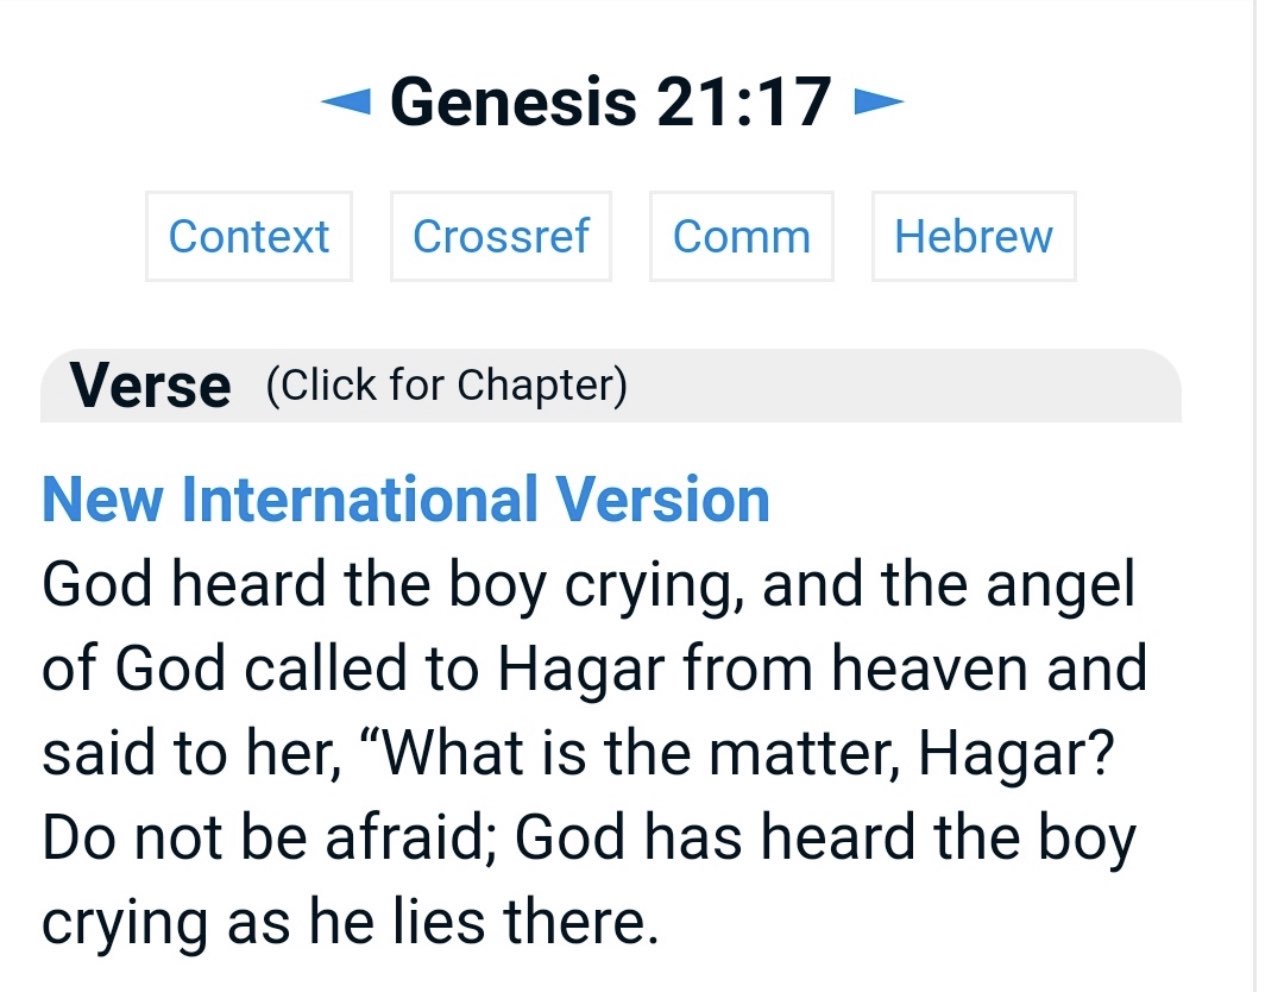 ◄ Genesis 21:17 ►
Context Crossref Comm Hebrew
Verse (Click for Chapter)
New International Version
God heard the boy crying, and the angel
of God called to Hagar from heaven and
said to her, “What is the matter, Hagar?
Do not be afraid; God has heard the boy
crying as he lies there.